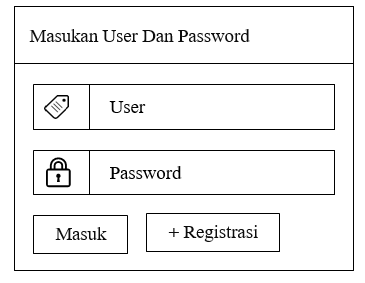 Masukan User Dan Password
User
Password
Masuk
+ Registrasi